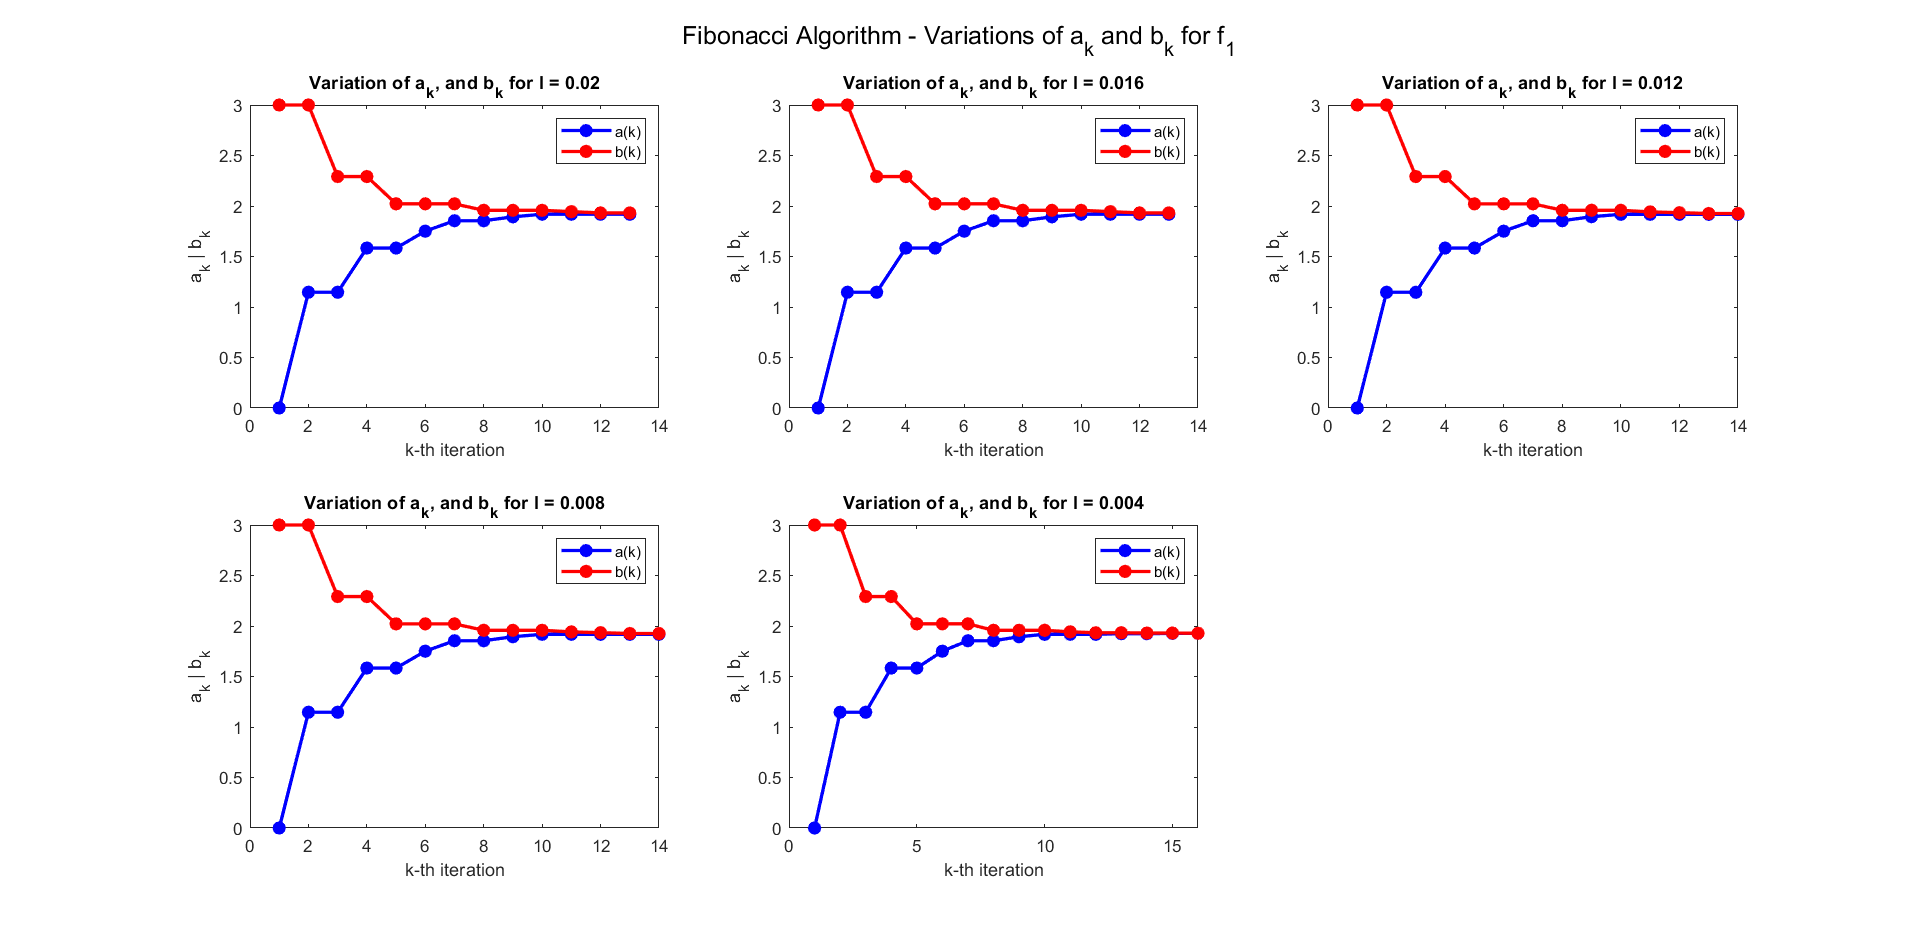 Fibonacci Algorithm - Variations of a_k and b_k for f_1
Variation of a_k, and b_k for l = 0.02
3
2.5
2
1.5
1
0.5
0
a_k | b_k
a(k)
b(k)
0 2 4 6 8 10 12 14
k-th iteration
Variation of a_k, and b_k for l = 0.016
3
2.5
2
1.5
1
0.5
0
a_k | b_k
a(k)
b(k)
0 2 4 6 8 10 12 14
k-th iteration
Variation of a_k, and b_k for l = 0.012
3
2.5
2
1.5
1
0.5
0
a_k | b_k
a(k)
b(k)
0 2 4 6 8 10 12 14
k-th iteration
Variation of a_k, and b_k for l = 0.008
3
2.5
2
1.5
1
0.5
0
a_k | b_k
a(k)
b(k)
0 2 4 6 8 10 12 14
k-th iteration
Variation of a_k, and b_k for l = 0.004
3
2.5
2
1.5
1
0.5
0
a_k | b_k
a(k)
b(k)
0 5 10 15
k-th iteration